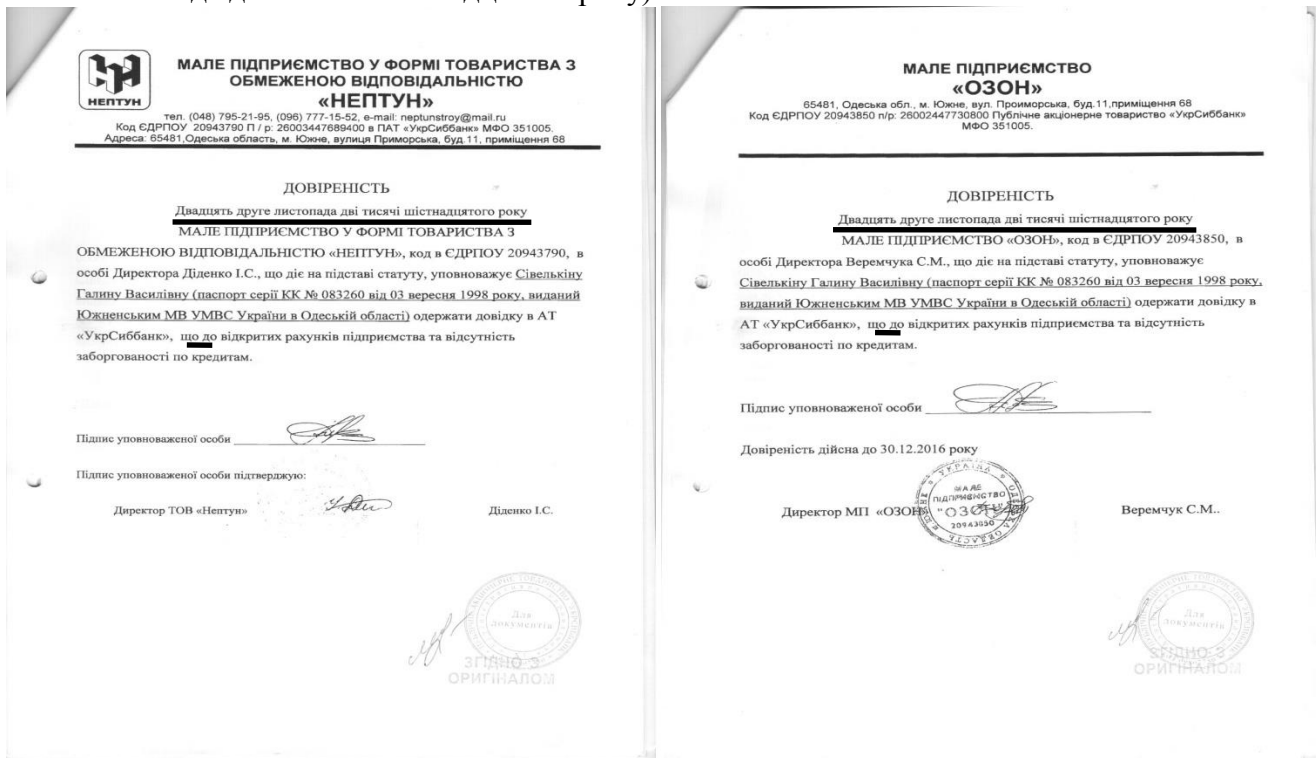 НЕПТУН
МАЛЕ ПІДПРИЄМСТВО У ФОРМІ ТОВАРИСТВА З
ОБМЕЖЕНОЮ ВІДПОВІДАЛЬНІСТЮ
«НЕПТУН»
тел. (048) 795-21-95, (096) 777-15-52, e-mail: neptunstroy@mail.ru
Код ЄДРПОУ 20943790 П / р: 26003447689400 в ПАТ «УкрСиббанк» МФО 351005.
Адреса: 65481,Одеська область, м. Южне, вулиця Приморська, буд.11, приміщення 68
ДОВІРЕНІСТЬ
Двадцять друге листопада дві тисячі шістнадцятого року
МАЛЕ ПІДПРИЄМСТВО У ФОРМІ ТОВАРИСТВА З
ОБМЕЖЕНОЮ ВІДПОВІДАЛЬНІСТЮ «НЕПТУН», код в ЄДРПОУ 20943790, в
особі Директора Діденко І.С., що діє на підставі статуту, уповноважує Сівелькіну
Галину Василівну (паспорт серії КК № 083260 від 03 вересня 1998 року, виданий
Южненським МВ УМВС України в Одеській області) одержати довідку в АТ
«УкрСиббанк», що до відкритих рахунків підприємства та відсутність
заборгованості по кредитам.
Підпис уповноваженої особи
Підпис уповноваженої особи підтверджую:
Директор ТОВ «Нептун» Діденко І.С.
Для
документів
ЗГІДНО З
ОРИГІНАЛОМ
МАЛЕ ПІДПРИЄМСТВО
«ОЗОН»
65481, Одеська обл., м. Южне, вул. Проиморська, буд.11,приміщення 68
Код ЄДРПОУ 20943850 п/р: 26002447730800 Публічне акціонерне товариство «УкрСиббанк»
МФО 351005.
ДОВІРЕНІСТЬ
Двадцять друге листопада дві тисячі шістнадцятого року
МАЛЕ ПІДПРИЄМСТВО «ОЗОН», код в ЄДРПОУ 20943850, в
особі Директора Веремчука С.М., що діє на підставі статуту, уповноважує
Сівелькіну Галину Василівну (паспорт серії КК № 083260 від 03 вересня 1998 року,
виданий Южненським МВ УМВС України в Одеській області) одержати довідку в
АТ «УкрСиббанк», що до відкритих рахунків підприємства та відсутність
заборгованості по кредитам.
Підпис уповноваженої особи
Довіреність дійсна до 30.12.2016 року
Директор МП «ОЗОН» Веремчук С.М..
УКРАЇНА
МАЛЕ
ПІДПРИЄМСТВО
"ОЗОН"
20943850
Для
документів
ЗГІДНО З
ОРИГІНАЛОМ